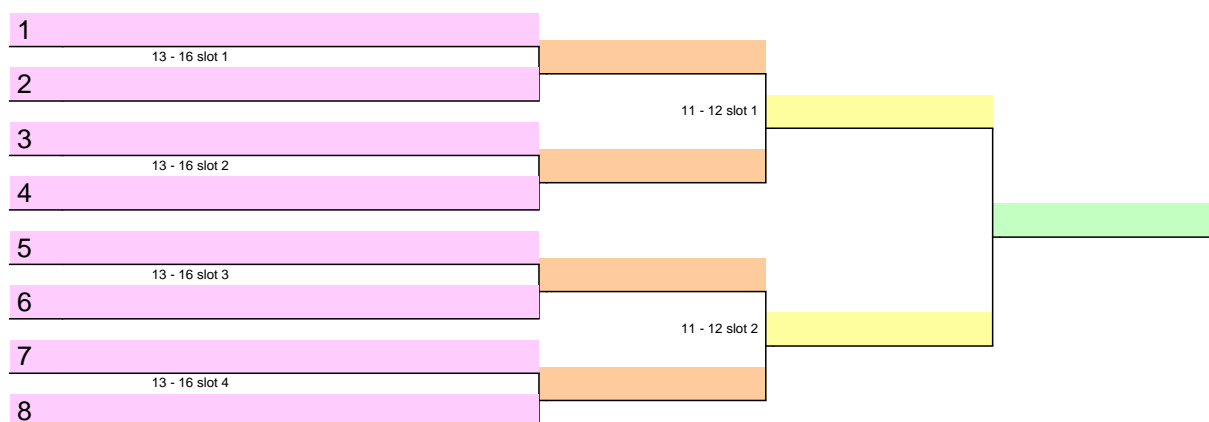 1
13 - 16 slot 1
2
11 - 12 slot 1
3
13 - 16 slot 2
4
5
13 - 16 slot 3
6
11 - 12 slot 2
7
13 - 16 slot 4
8